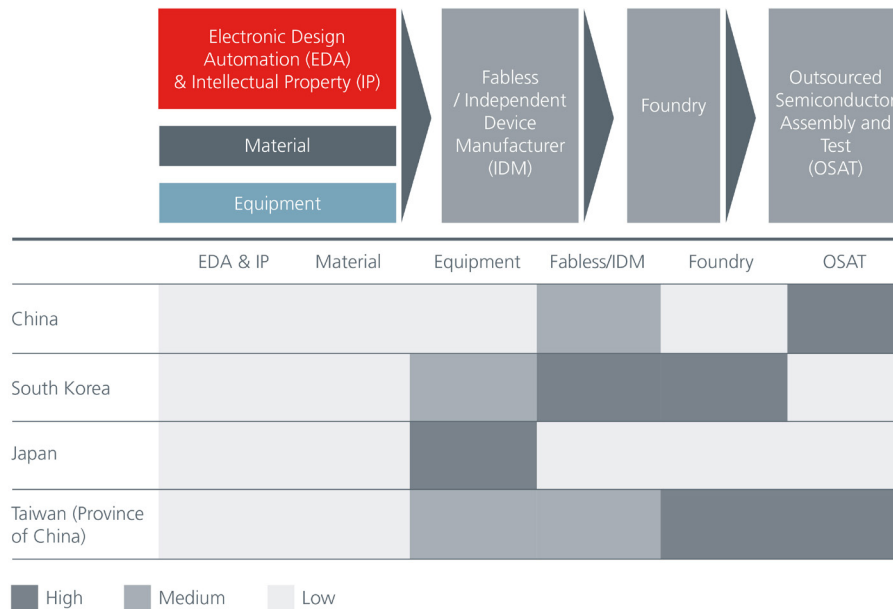 Electronic Design
Automation (EDA)
& Intellectual Property (IP)
Material
Equipment
Fabless
/ Independent
Device
Manufacturer
(IDM)
Foundry
Outsourced
Semiconductor
Assembly and
Test
(OSAT)
EDA & IP Material Equipment Fabless/IDM Foundry OSAT
China
South Korea
Japan
Taiwan (Province
of China)
High Medium Low